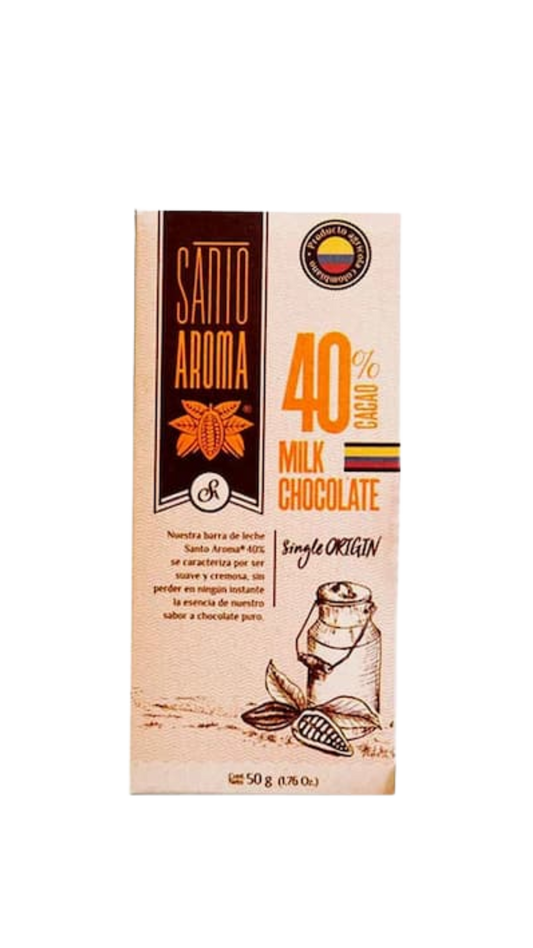 SANTO
AROMA
®
Producto agrícola colombiano
40%
CACAO
MILK
CHOCOLATE
Single ORIGIN
Nuestra barra de leche
Santo Aroma® 40%
se caracteriza por ser
suave y cremosa, sin
perder en ningún instante
la esencia de nuestro
sabor a chocolate puro.
50 g (1.76 Oz.)